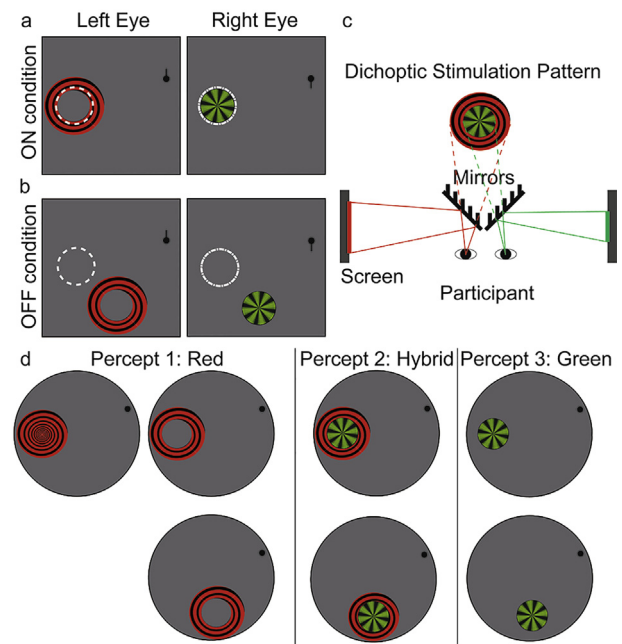 a
Left Eye
Right Eye
c
ON condition
Dichoptic Stimulation Pattern
Mirrors
b
OFF condition
Screen
Participant
d
Percept 1: Red
Percept 2: Hybrid
Percept 3: Green